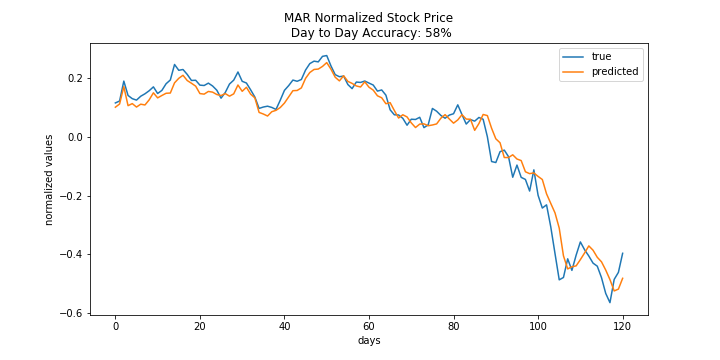 MAR Normalized Stock Price
Day to Day Accuracy: 58%
true
predicted
normalized values
0.2
0.0
−0.2
−0.4
−0.6
0 20 40 60 80 100 120
days